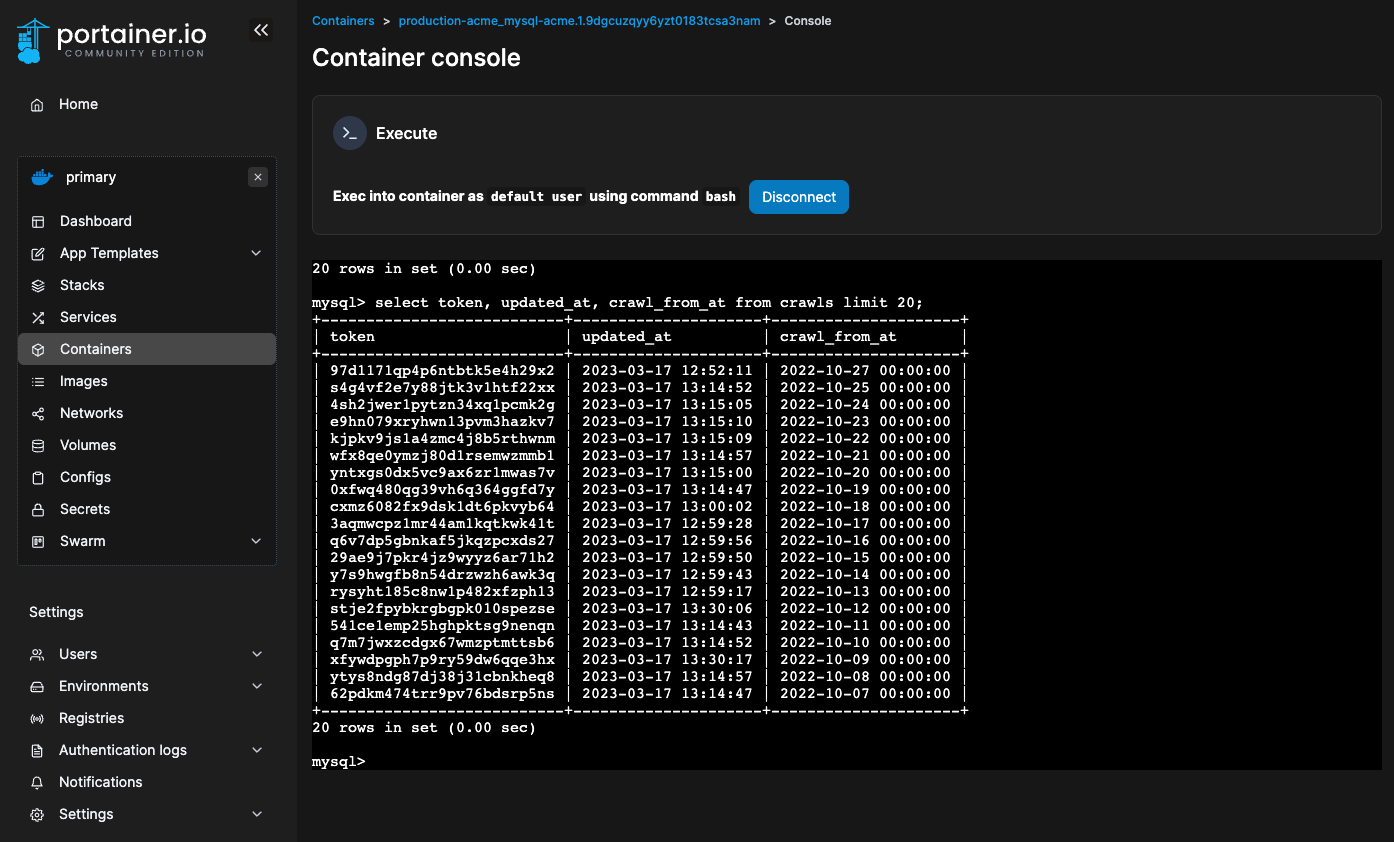 portainer.io
COMMUNITY EDITION
Home
primary
Dashboard
App Templates
Stacks
Services
Containers
Images
Networks
Volumes
Configs
Secrets
Swarm
Settings
Users
Environments
Registries
Authentication logs
Notifications
Settings
Containers > production-acme_mysql-acme.1.9dgcuzqyy6yzt0183tcsa3nam > Console
Container console
>_ Execute
Exec into container as default user using command bash Disconnect
20 rows in set (0.00 sec)
mysql> select token, updated_at, crawl_from_at from crawls limit 20;
+---------------------------+---------------------+---------------------+
| token | updated_at | crawl_from_at |
+---------------------------+---------------------+---------------------+
| 97d1171qp4p6ntbtk5e4h29x2 | 2023-03-17 12:52:11 | 2022-10-27 00:00:00 |
| s4g4vf2e7y88jtk3v1htf22xx | 2023-03-17 13:14:52 | 2022-10-25 00:00:00 |
| 4sh2jwer1pytzn34xq1pcmk2g | 2023-03-17 13:15:05 | 2022-10-24 00:00:00 |
| e9hn079xryhwn13pvm3hazkv7 | 2023-03-17 13:15:10 | 2022-10-23 00:00:00 |
| kjpkv9js1a4zmc4j8b5rthwnm | 2023-03-17 13:15:09 | 2022-10-22 00:00:00 |
| wfx8qe0ymzj80d1rsemwzmmb1 | 2023-03-17 13:14:57 | 2022-10-21 00:00:00 |
| yntxgs0dx5vc9ax6zr1mwas7v | 2023-03-17 13:15:00 | 2022-10-20 00:00:00 |
| 0xfwq480qg39vh6q364ggfd7y | 2023-03-17 13:14:47 | 2022-10-19 00:00:00 |
| cxmz6082fx9dsk1dt6pkvyb64 | 2023-03-17 13:00:02 | 2022-10-18 00:00:00 |
| 3aqmwcpz1mr44am1kqtkwk41t | 2023-03-17 12:59:28 | 2022-10-17 00:00:00 |
| q6v7dp5gbnkaf5jkqzpcxds27 | 2023-03-17 12:59:56 | 2022-10-16 00:00:00 |
| 29ae9j7pkr4jz9wyyz6ar71h2 | 2023-03-17 12:59:50 | 2022-10-15 00:00:00 |
| y7s9hwgfb8n54drzwzh6awk3q | 2023-03-17 12:59:43 | 2022-10-14 00:00:00 |
| rysyht185c8nw1p482xfzph13 | 2023-03-17 12:59:17 | 2022-10-13 00:00:00 |
| stje2fpybkrgbgpk010spezse | 2023-03-17 13:30:06 | 2022-10-12 00:00:00 |
| 541ce1emp25hghpktsg9nenqn | 2023-03-17 13:14:43 | 2022-10-11 00:00:00 |
| q7m7jwxzcdgx67wmzptmttsb6 | 2023-03-17 13:14:52 | 2022-10-10 00:00:00 |
| xfywdpgph7p9ry59dw6qqe3hx | 2023-03-17 13:30:17 | 2022-10-09 00:00:00 |
| ytys8ndg87dj38j31cbnkheq8 | 2023-03-17 13:14:57 | 2022-10-08 00:00:00 |
| 62pdkm474trr9pv76bdsrp5ns | 2023-03-17 13:14:47 | 2022-10-07 00:00:00 |
+---------------------------+---------------------+---------------------+
20 rows in set (0.00 sec)
mysql>